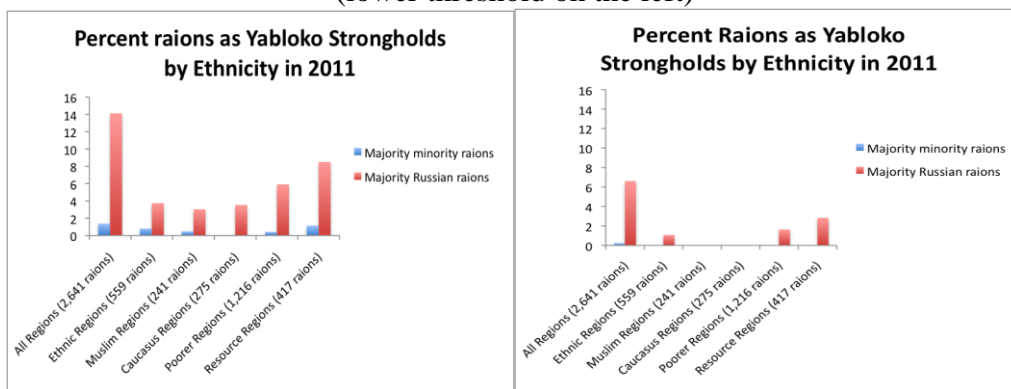 (lower threshold on the left)
Percent raions as Yabloko Strongholds
by Ethnicity in 2011
16
14
12
10
8
6
4
2
0
Majority minority raions
Majority Russian raions
All Regions (2,641 raions)
Ethnic Regions (559 raions)
Muslim Regions (241 raions)
Caucasus Regions (275 raions)
Poorer Regions (1,216 raions)
Resource Regions (417 raions)
Percent Raions as Yabloko
Strongholds by Ethnicity in 2011
16
14
12
10
8
6
4
2
0
Majority minority raions
Majority Russian raions
All Regions (2,641 raions)
Ethnic Regions (559 raions)
Muslim Regions (241 raions)
Caucasus Regions (275 raions)
Poorer Regions (1,216 raions)
Resource Regions (417 raions)